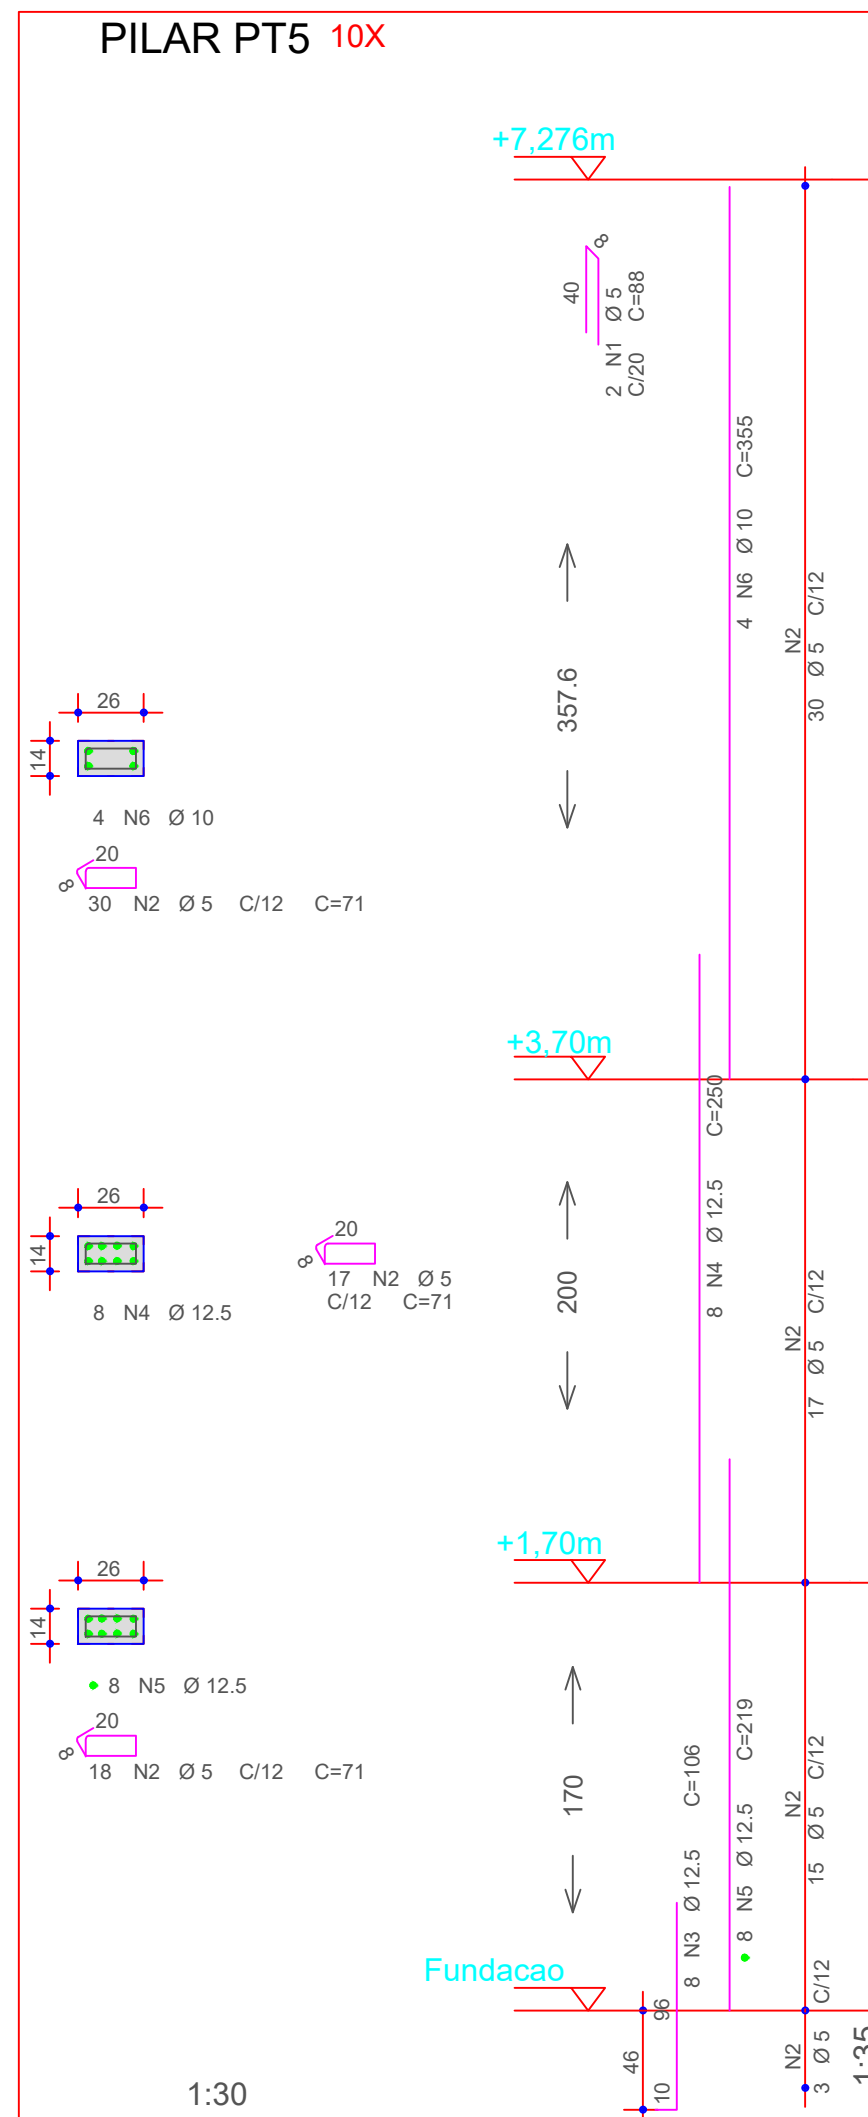 PILAR PT5 10X
+7,276m
8
40
2 N1 Ø 5
C/20 C=88
4 N6 Ø 10 C=355
N2
30 Ø 5 C/12
357.6
26
14
4 N6 Ø 10
20
8
30 N2 Ø 5 C/12 C=71
+3,70m
8 N4 Ø 12.5 C=250
26
14
8 N4 Ø 12.5
20
8
17 N2 Ø 5
C/12 C=71
200
N2
17 Ø 5 C/12
+1,70m
26
14
8 N5 Ø 12.5
20
8
18 N2 Ø 5 C/12 C=71
170
8 N3 Ø 12.5 C=106
8 N5 Ø 12.5 C=219
N2
15 Ø 5 C/12
Fundacao
96
46
10
N2
3 Ø 5 C/12
1:30
1:35